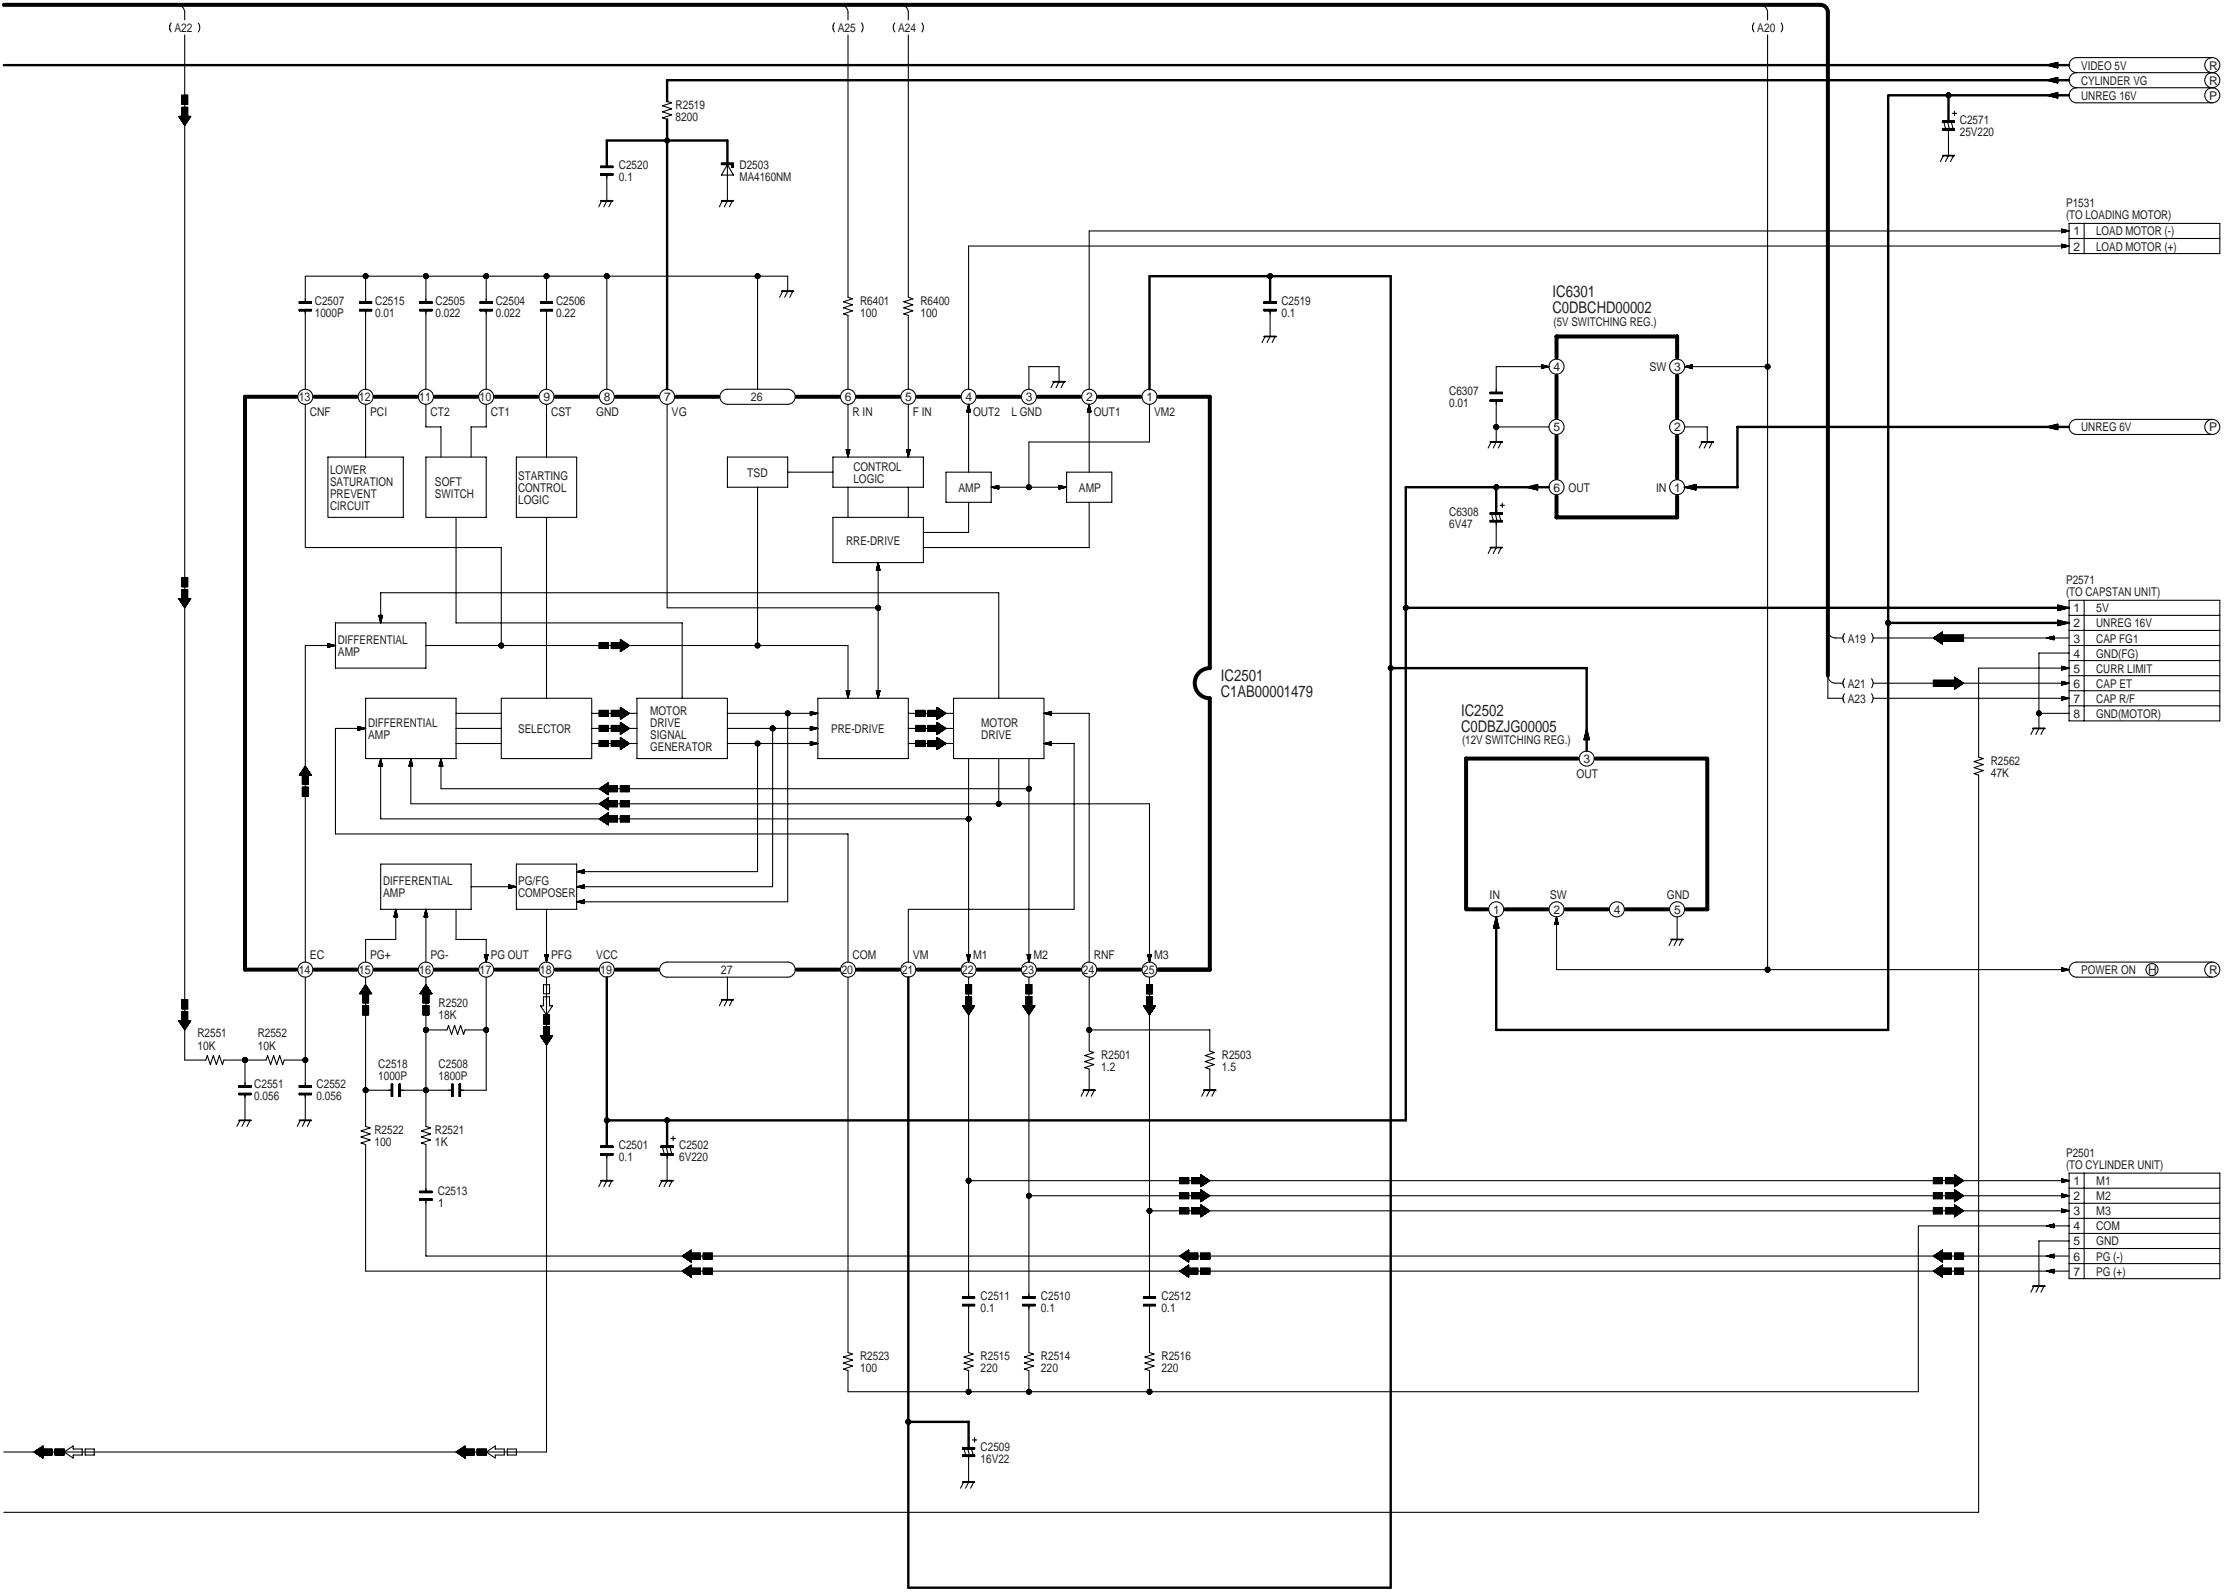 ( A22 )
( A25 )
( A24 )
( A20 )
VIDEO 5V R
CYLINDER VG R
UNREG 16V P
R2519
8200
C2571
25V220
+
C2520
0.1
D2503
MA4160NM
P1531
(TO LOADING MOTOR)
1 LOAD MOTOR (-)
2 LOAD MOTOR (+)
C2507
1000P
C2515
0.01
C2505
0.022
C2504
0.022
C2506
0.22
R6401
100
R6400
100
C2519
0.1
IC6301
C0DBCHD00002
(5V SWITCHING REG.)
4
SW 3
C6307
0.01
5
2
6 OUT
IN 1
C6308
6V47
+
UNREG 6V P
13
12
11
10
9
8
7
26
6
5
4
3
2
1
CNF
PCI
CT2
CT1
CST
GND
VG
R IN
F IN
OUT2
L GND
OUT1
VM2
LOWER
SATURATION
PREVENT
CIRCUIT
SOFT
SWITCH
STARTING
CONTROL
LOGIC
TSD
CONTROL
LOGIC
AMP
AMP
RRE-DRIVE
DIFFERENTIAL
AMP
P2571
(TO CAPSTAN UNIT)
1 5V
2 UNREG 16V
3 CAP FG1
4 GND(FG)
5 CURR LIMIT
6 CAP ET
7 CAP R/F
8 GND(MOTOR)
( A19 )
( A21 )
( A23 )
IC2501
C1AB00001479
DIFFERENTIAL
AMP
SELECTOR
MOTOR
DRIVE
SIGNAL
GENERATOR
PRE-DRIVE
MOTOR
DRIVE
IC2502
C0DBZJG00005
(12V SWITCHING REG.)
3
OUT
R2562
47K
DIFFERENTIAL
AMP
PG/FG
COMPOSER
IN
SW
GND
1
2
4
5
EC
PG+
PG-
PG OUT
PFG
VCC
COM
VM
M1
M2
RNF
M3
14
15
16
17
18
19
27
20
21
22
23
24
25
POWER ON H R
R2520
18K
R2551
10K
R2552
10K
C2518
1000P
C2508
1800P
C2551
0.056
C2552
0.056
R2501
1.2
R2503
1.5
R2522
100
R2521
1K
C2501
0.1
C2502
6V220
+
C2513
1
P2501
(TO CYLINDER UNIT)
1 M1
2 M2
3 M3
4 COM
5 GND
6 PG (-)
7 PG (+)
C2511
0.1
C2510
0.1
C2512
0.1
R2523
100
R2515
220
R2514
220
R2516
220
C2509
16V22
+